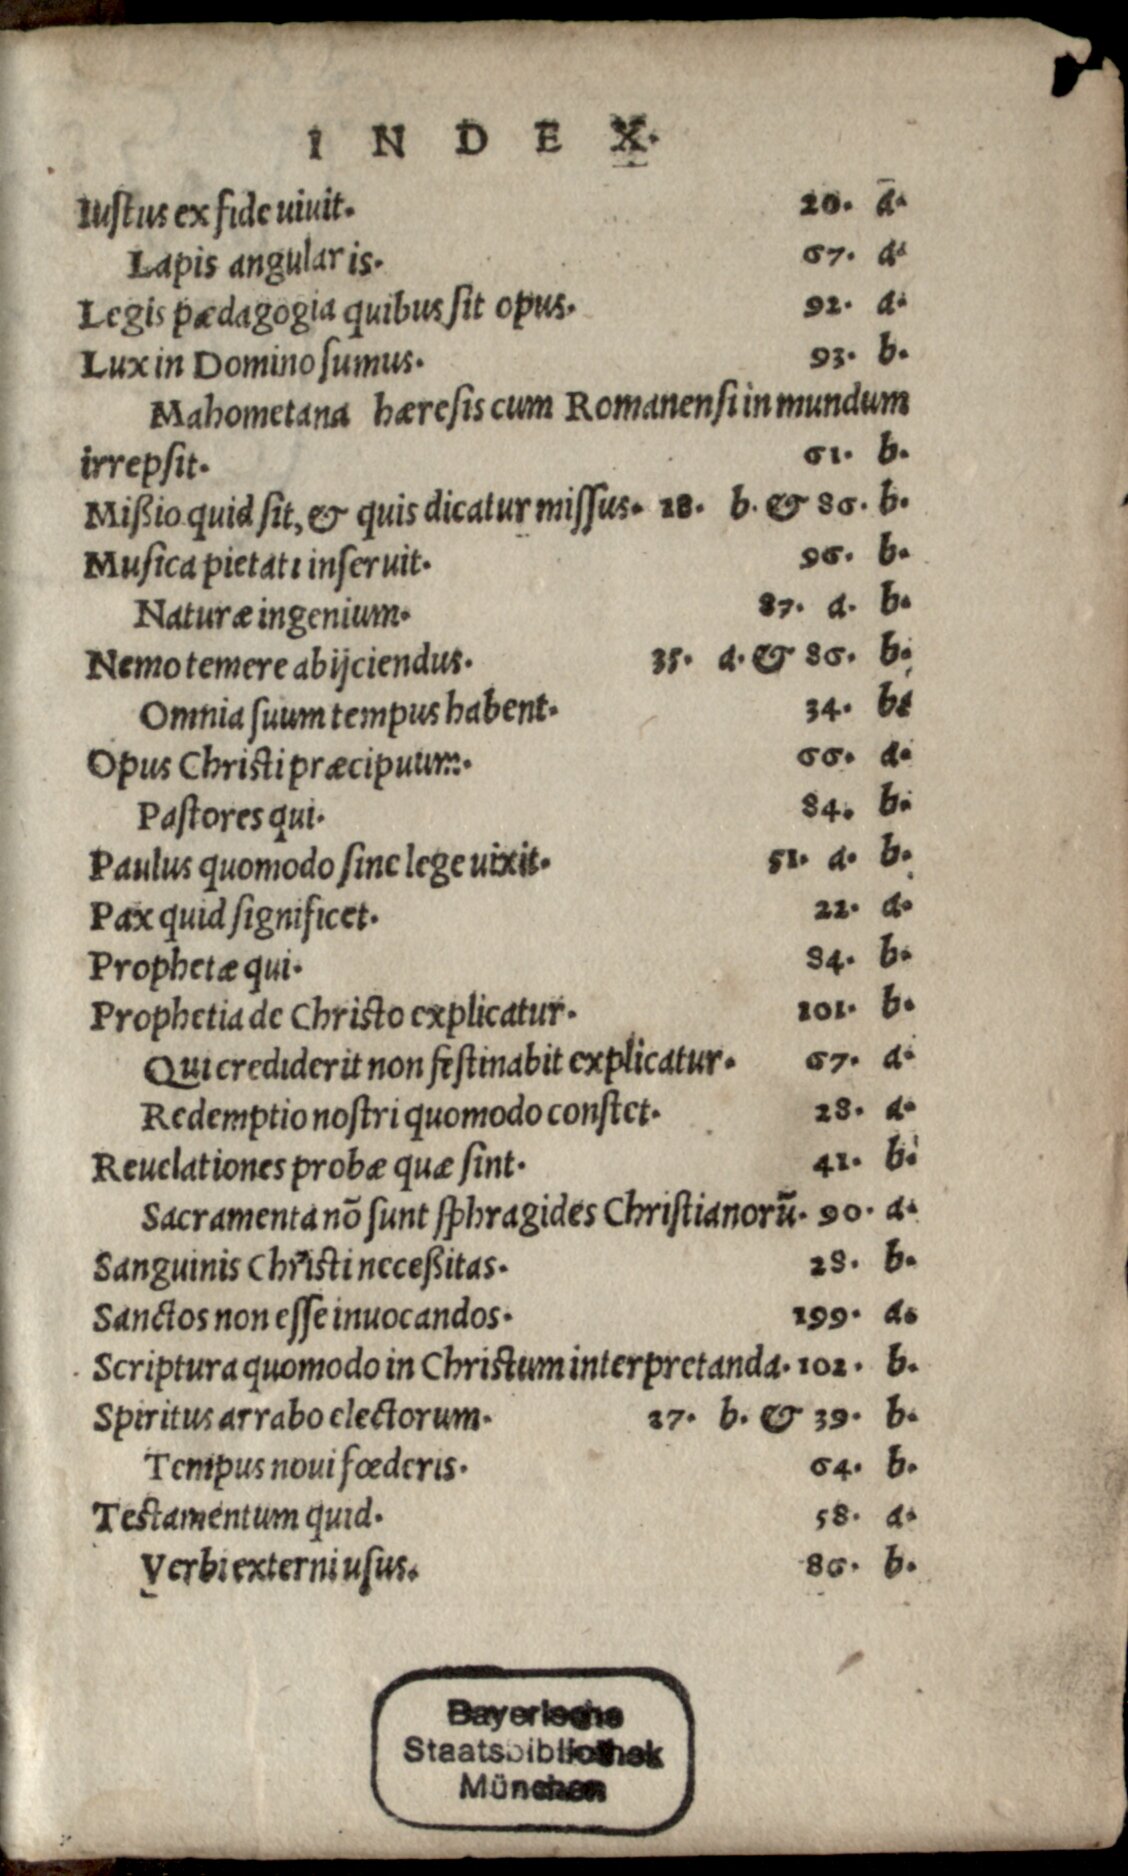 INDEX.
Iustus ex fide uiuit. 20. a.
Lapis angularis. 67. a.
Legis pædagogia quibus sit opus. 92. a.
Lux in Domino sumus. 93. b.
Mahometana hæresis cum Romanensi in mundum
irrepsit. 61. b.
Mißio quid sit, & quis dicatur missus. 18. b. & 86. b.
Musica pietati inseruit. 96. b.
Naturæ ingenium. 87. a. b.
Nemo temere abijciendus. 35. a. & 86. b.
Omnia suum tempus habent. 34. b.
Opus Christi præcipuum. 66. a.
Pastores qui. 84. b.
Paulus quomodo sine lege uixit. 51. a. b.
Pax quid significet. 22. a.
Prophetæ qui. 84. b.
Prophetia de Christo explicatur. 101. b.
Qui crediderit non festinabit explicatur. 67. a.
Redemptio nostri quomodo constet. 28. a.
Reuelationes probæ quæ sint. 41. b.
Sacramenta nõ sunt sphragides Christianorũ. 90. a.
Sanguinis Christi neceßitas. 28. b.
Sanctos non esse inuocandos. 199. a.
Scriptura quomodo in Christum interpretanda. 102. b.
Spiritus arrabo electorum. 27. b. & 39. b.
Tempus noui fœderis. 64. b.
Testamentum quid. 58. a.
Verbi externi usus. 86. b.
Bayerische
Staatsbibliothek
München